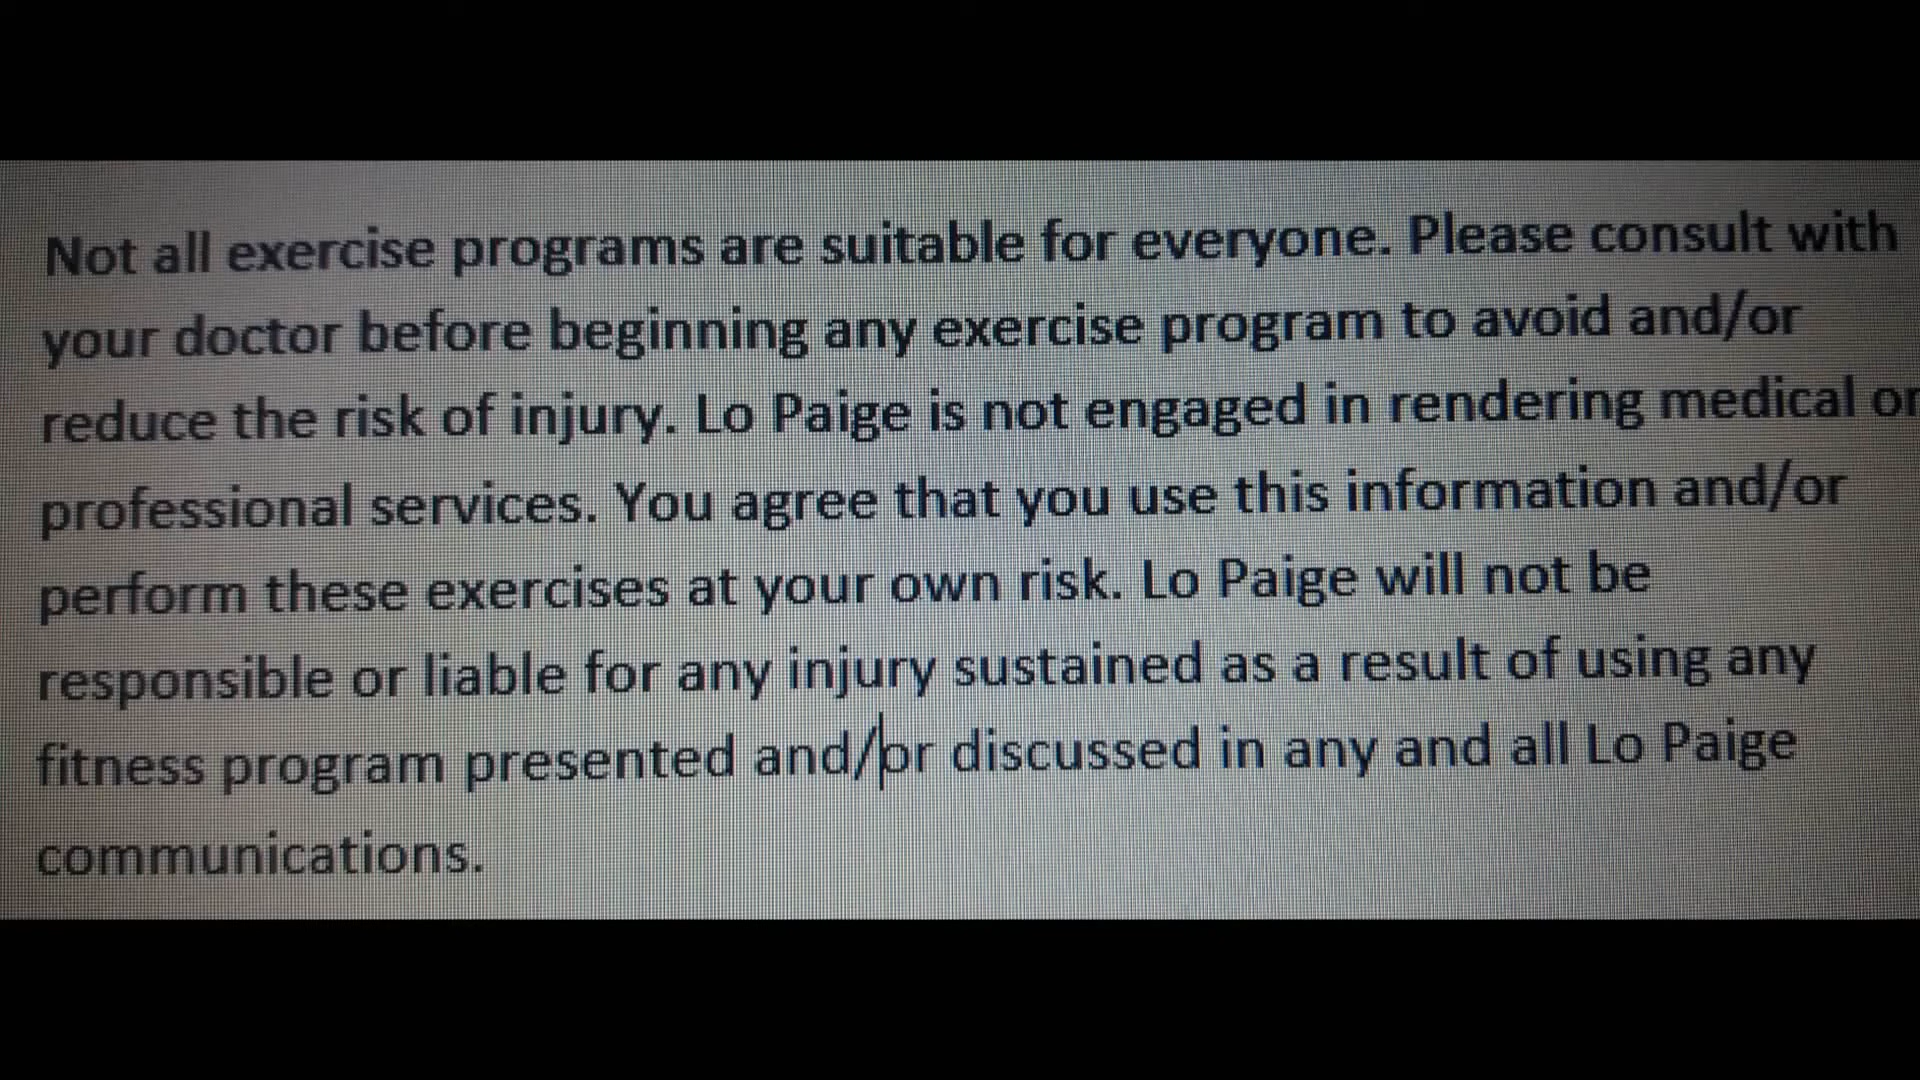 Not all exercise programs are suitable for everyone. Please consult with
your doctor before beginning any exercise program to avoid and/or
reduce the risk of injury. Lo Paige is not engaged in rendering medical or
professional services. You agree that you use this information and/or
perform these exercises at your own risk. Lo Paige will not be
responsible or liable for any injury sustained as a result of using any
fitness program presented and/or discussed in any and all Lo Paige
communications.